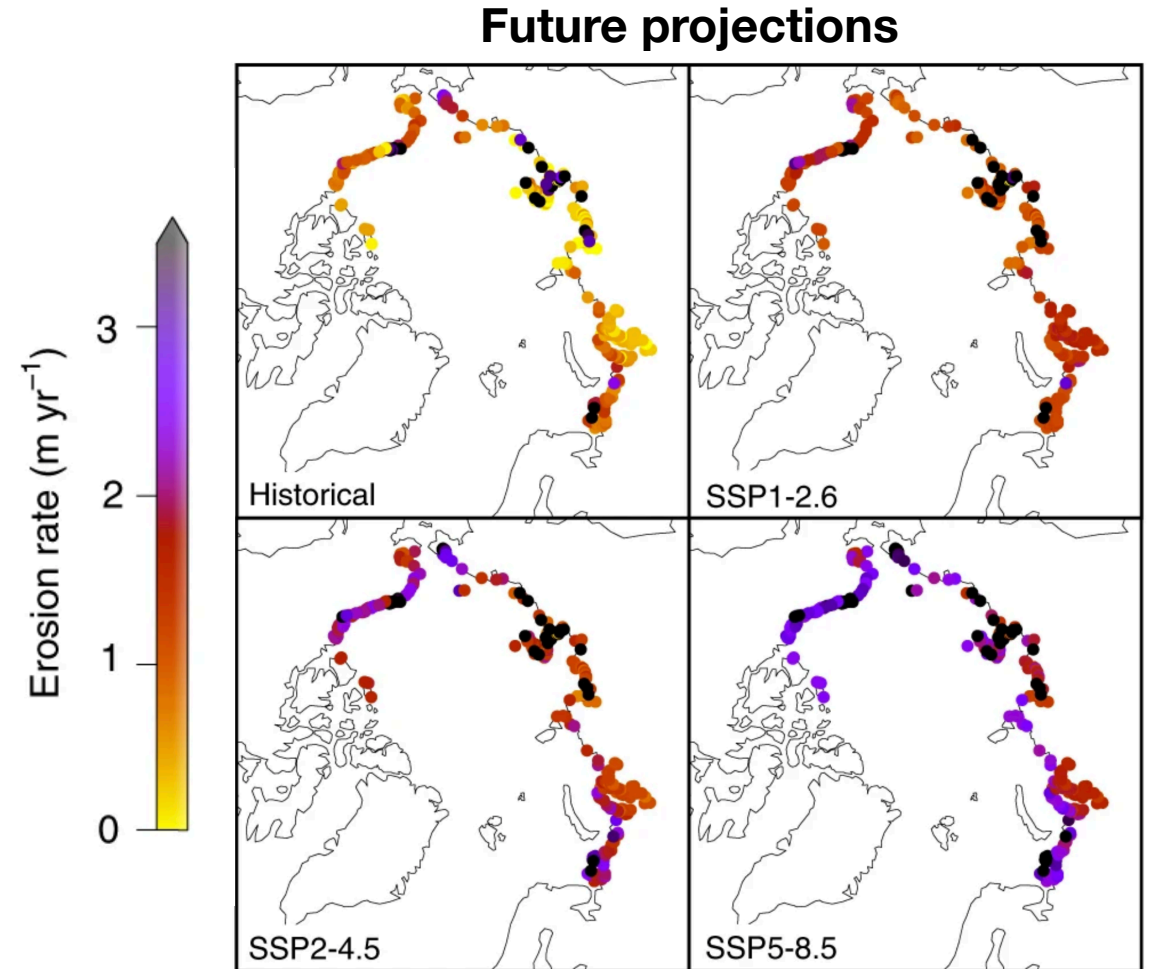 Future projections
Erosion rate (m yr⁻¹)
3
2
1
0
Historical
SSP1-2.6
SSP2-4.5
SSP5-8.5